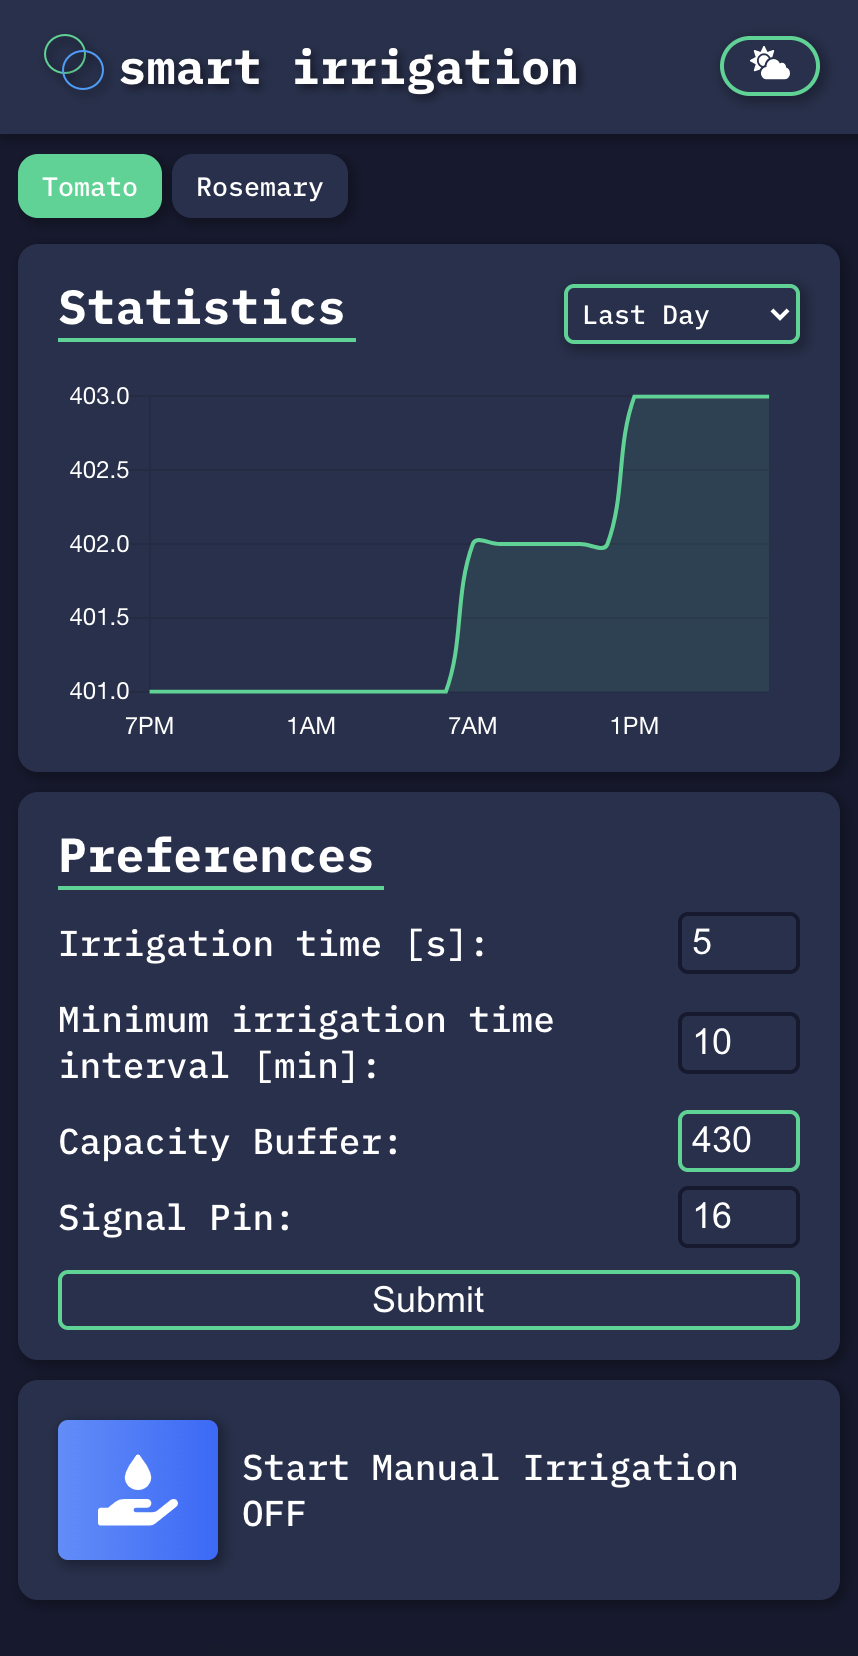 smart irrigation
Tomato Rosemary
Statistics
Last Day
403.0
402.5
402.0
401.5
401.0
7PM 1AM 7AM 1PM
Preferences
Irrigation time [s]: 5
Minimum irrigation time
interval [min]: 10
Capacity Buffer: 430
Signal Pin: 16
Submit
Start Manual Irrigation
OFF